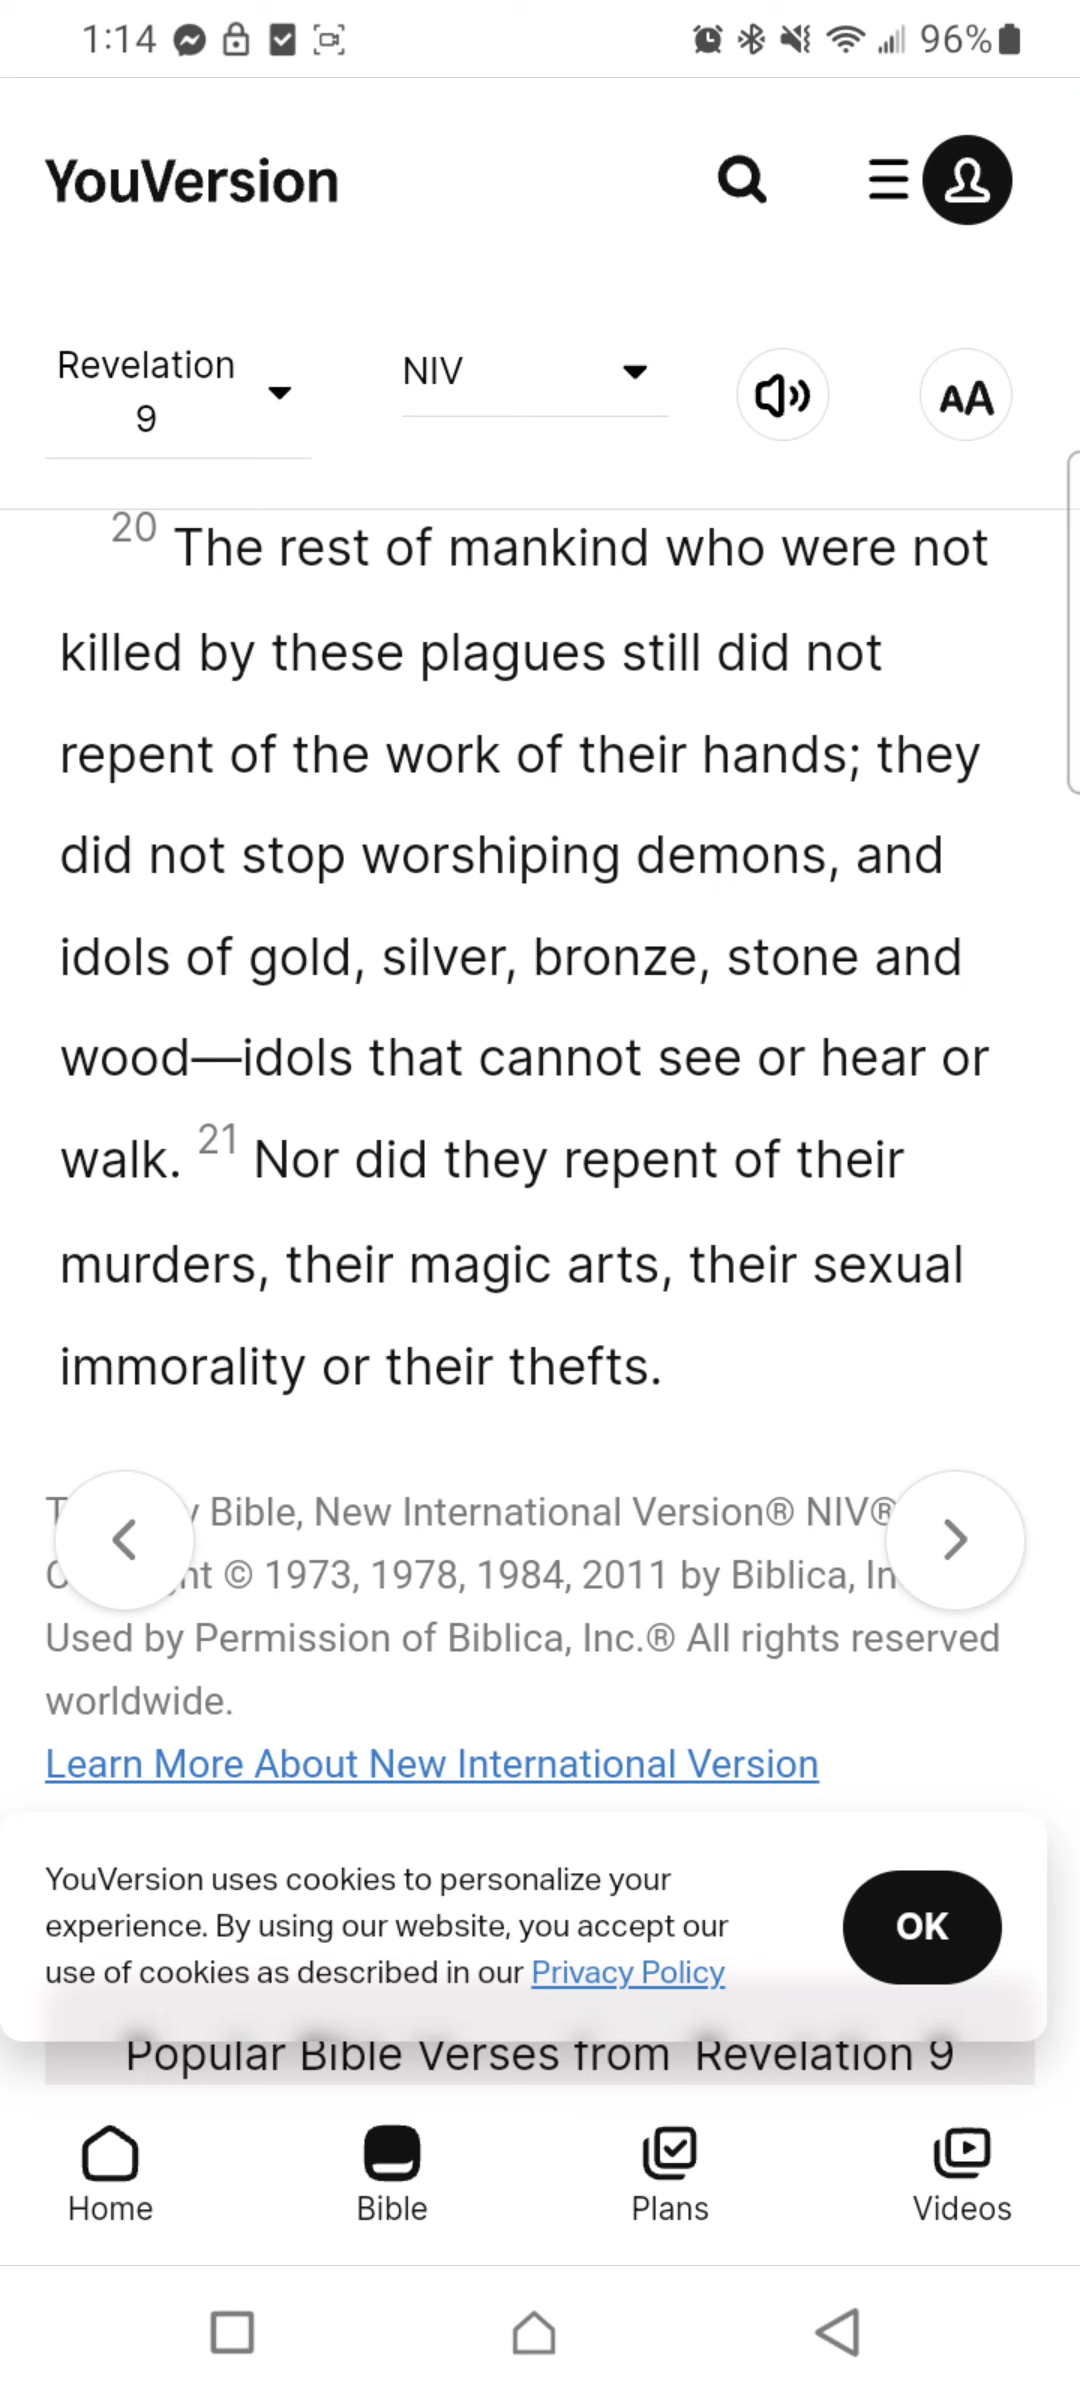 1:14 96%
YouVersion
Revelation
9
NIV
AA
20 The rest of mankind who were not
killed by these plagues still did not
repent of the work of their hands; they
did not stop worshiping demons, and
idols of gold, silver, bronze, stone and
wood—idols that cannot see or hear or
walk. 21 Nor did they repent of their
murders, their magic arts, their sexual
immorality or their thefts.
Bible, New International Version® NIV®
© 1973, 1978, 1984, 2011 by Biblica,
Used by Permission of Biblica, Inc.® All rights reserved
worldwide.
Learn More About New International Version
YouVersion uses cookies to personalize your
experience. By using our website, you accept our
use of cookies as described in our Privacy Policy
OK
Popular Bible Verses from Revelation 9
Home Bible Plans Videos